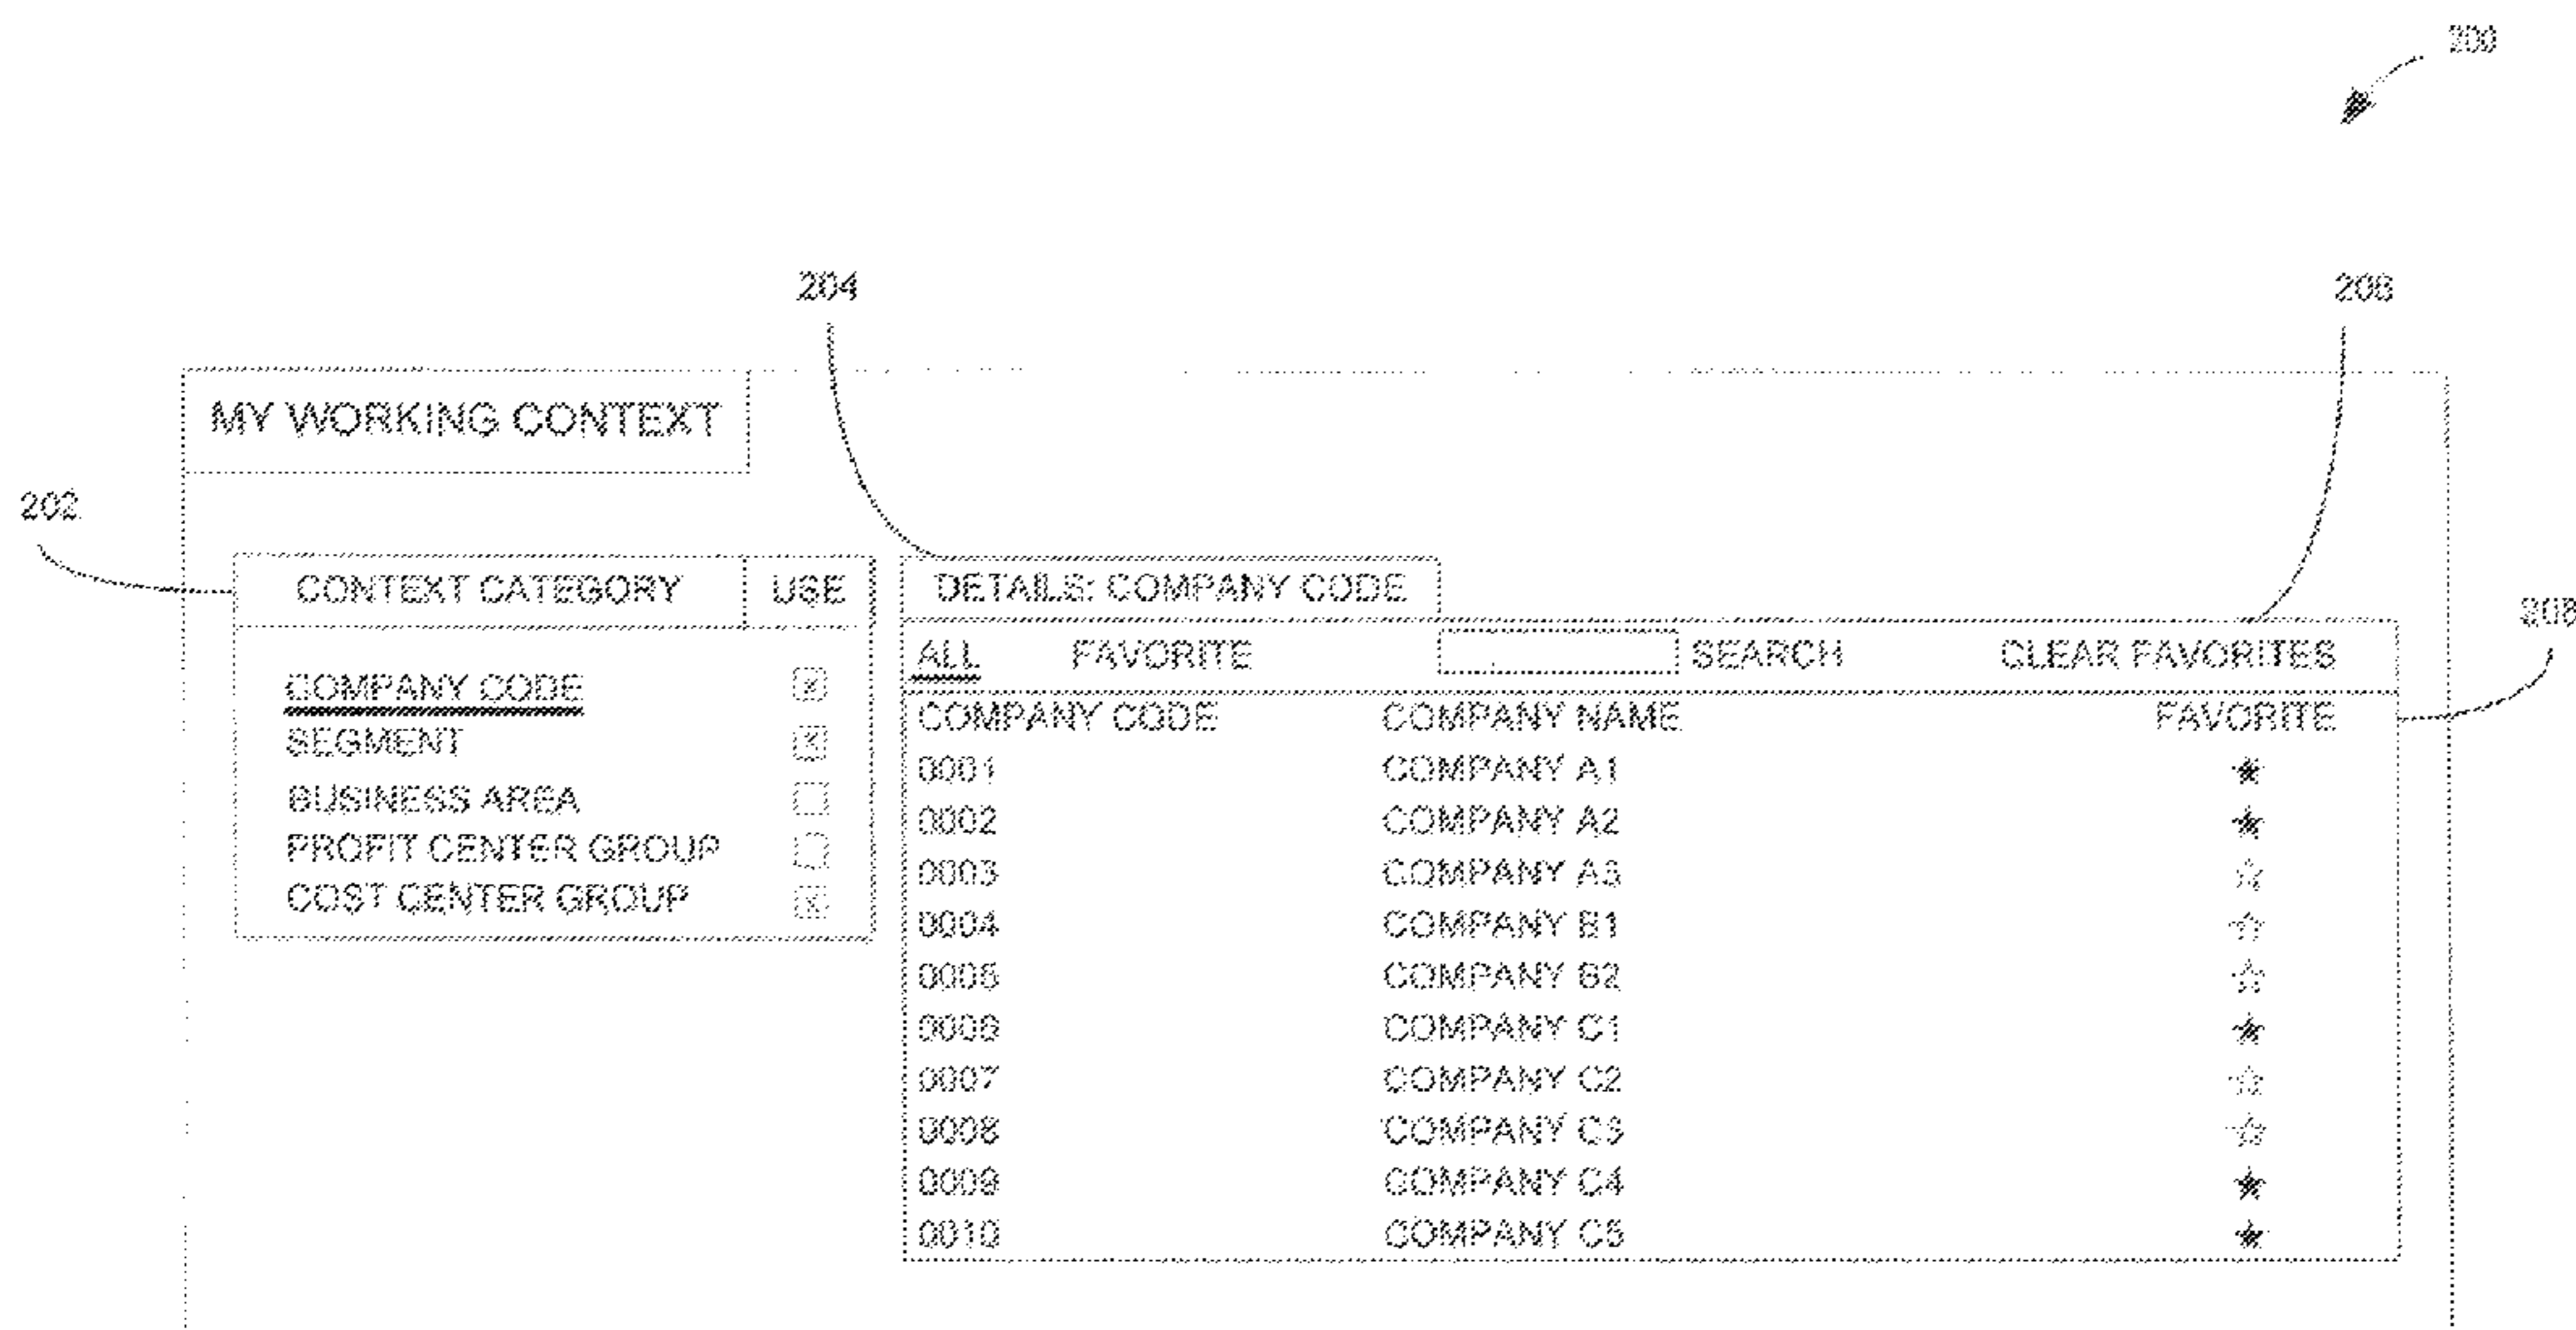 200
204
206
MY WORKING CONTEXT
202
CONTEXT CATEGORY USE
DETAILS: COMPANY CODE
208
ALL FAVORITE SEARCH CLEAR FAVORITES
COMPANY CODE
SEGMENT
BUSINESS AREA
PROFIT CENTER GROUP
COST CENTER GROUP
COMPANY CODE COMPANY NAME FAVORITE
0001 COMPANY A1
0002 COMPANY A2
0003 COMPANY A3
0004 COMPANY B1
0005 COMPANY B2
0006 COMPANY C1
0007 COMPANY C2
0008 COMPANY C3
0009 COMPANY C4
0010 COMPANY C5